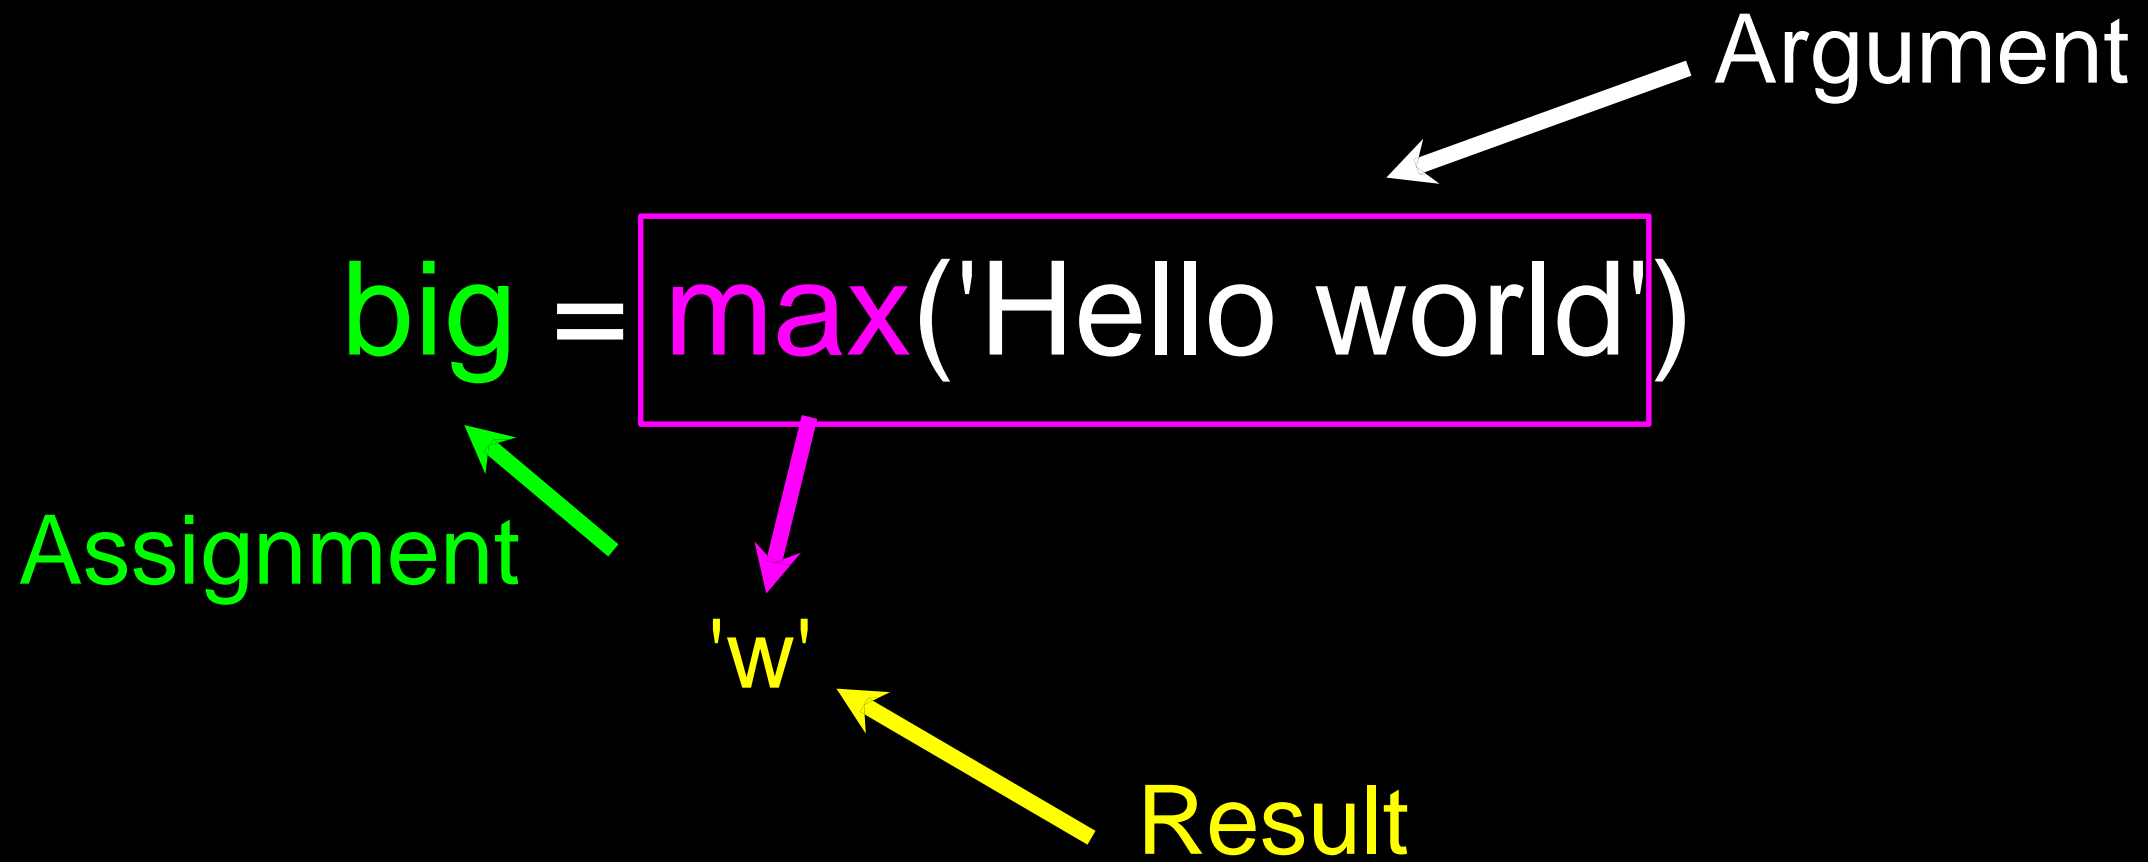 Argument
big = max('Hello world')
Assignment
'w'
Result